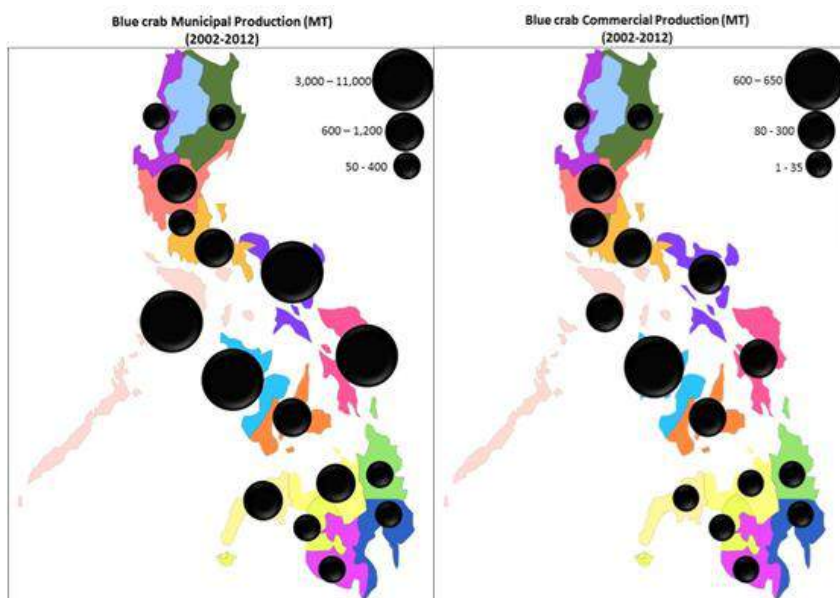 Blue crab Municipal Production (MT)
(2002-2012)
3,000 – 11,000
600 – 1,200
50 - 400
Blue crab Commercial Production (MT)
(2002-2012)
600 – 650
80 - 300
1 - 35